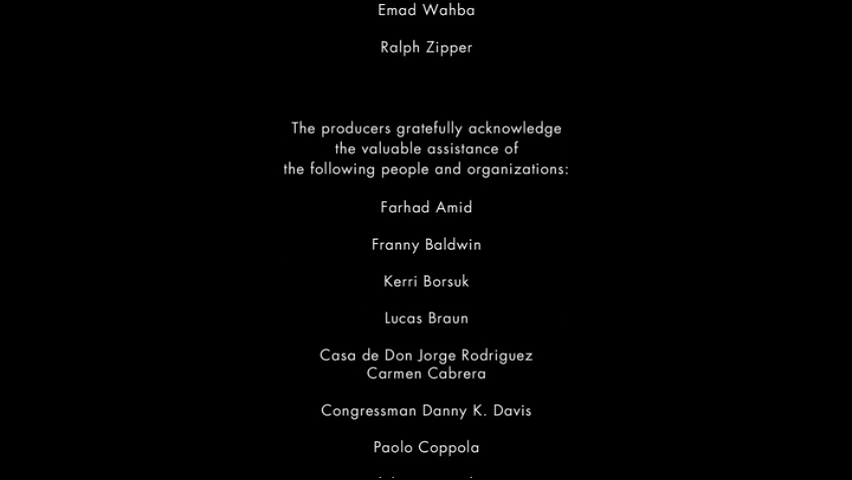 Emad Wahba
Ralph Zipper
The producers gratefully acknowledge
the valuable assistance of
the following people and organizations:
Farhad Amid
Franny Baldwin
Kerri Borsuk
Lucas Braun
Casa de Don Jorge Rodriguez
Carmen Cabrera
Congressman Danny K. Davis
Paolo Coppola